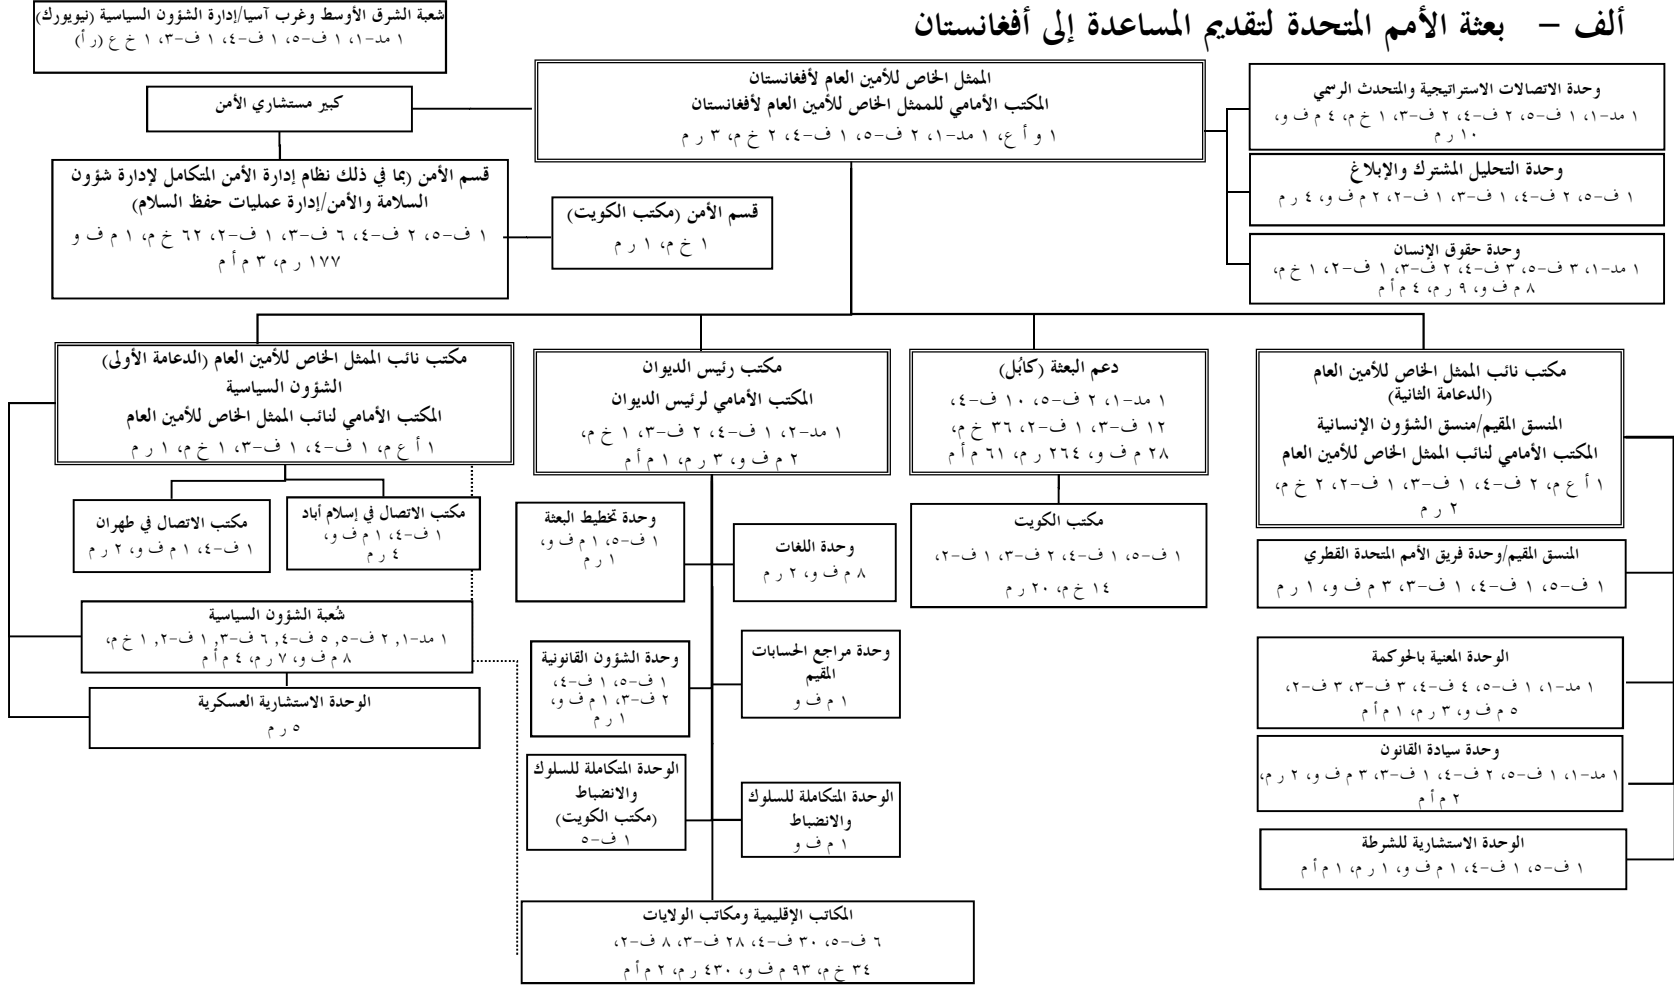 ألف – بعثة الأمم المتحدة لتقديم المساعدة إلى أفغانستان
شعبة الشرق الأوسط وغرب آسيا/إدارة الشؤون السياسية (نيويورك)
١ مد-١، ١ ف-٥، ١ ف-٤، ١ ف-٣، ١ خ ع (ر أ)
الممثل الخاص للأمين العام لأفغانستان
المكتب الأمامي للممثل الخاص للأمين العام لأفغانستان
١ و أ ع، ١ مد-١، ٢ ف-٥، ١ ف-٤، ٢ خ م، ٣ ر م
كبير مستشاري الأمن
قسم الأمن (بما في ذلك نظام إدارة الأمن المتكامل لإدارة شؤون
السلامة والأمن/إدارة عمليات حفظ السلام)
١ ف-٥، ٢ ف-٤، ٦ ف-٣، ١ ف-٢، ٦٢ خ م، ١ م ف و
١٧٧ ر م، ٣ م أ م
قسم الأمن (مكتب الكويت)
١ خ م، ١ ر م
وحدة الاتصالات الاستراتيجية والمتحدث الرسمي
١ مد-١، ١ ف-٥، ٢ ف-٤، ٢ ف-٣، ١ خ م، ٤ م ف و،
١٠ ر م
وحدة التحليل المشترك والإبلاغ
١ ف-٥، ٢ ف-٤، ١ ف-٣، ١ ف-٢، ٢ م ف و، ٤ ر م
وحدة حقوق الإنسان
١ مد-١، ٣ ف-٥، ٣ ف-٤، ٢ ف-٣، ١ ف-٢، ١ خ م،
٨ م ف و، ٩ ر م، ٤ م أ م
مكتب نائب الممثل الخاص للأمين العام
(الدعامة الثانية)
المنسق المقيم/منسق الشؤون الإنسانية
المكتب الأمامي لنائب الممثل الخاص للأمين العام
١ أ ع م، ٢ ف-٤، ١ ف-٣، ١ ف-٢، ٢ خ م،
٢ ر م
المنسق المقيم/وحدة فريق الأمم المتحدة القطري
١ ف-٥، ١ ف-٤، ١ ف-٣، ٣ م ف و، ١ ر م
الوحدة المعنية بالحوكمة
١ مد-١، ١ ف-٥، ٤ ف-٤، ٣ ف-٣، ٣ ف-٢،
٥ م ف و، ٣ ر م، ١ م أ م
وحدة سيادة القانون
١ مد-١، ١ ف-٥، ٢ ف-٤، ١ ف-٣، ٣ م ف و، ٢ ر م،
٢ م أ م
الوحدة الاستشارية للشرطة
١ ف-٥، ١ ف-٤، ١ م ف و، ١ ر م، ١ م أ م
دعم البعثة (كابُل)
١ مد-١، ٢ ف-٥، ١٠ ف-٤،
١٢ ف-٣، ١ ف-٢، ٣٦ خ م،
٢٨ م ف و، ٢٦٤ ر م، ٦١ م أ م
مكتب الكويت
١ ف-٥، ١ ف-٤، ٢ ف-٣، ١ ف-٢،
١٤ خ م، ٢٠ ر م
مكتب رئيس الديوان
المكتب الأمامي لرئيس الديوان
١ مد-٢، ١ ف-٤، ٢ ف-٣، ١ خ م،
٢ م ف و، ٣ ر م، ١ م أ م
وحدة تخطيط البعثة
١ ف-٥، ١ م ف و،
١ ر م
وحدة اللغات
٨ م ف و، ٢ ر م
وحدة الشؤون القانونية
١ ف-٥، ١ ف-٤،
٢ ف-٣، ١ م ف و،
١ ر م
وحدة مراجع الحسابات
المقيم
١ م ف و
الوحدة المتكاملة للسلوك
والانضباط
(مكتب الكويت)
١ ف-٥
الوحدة المتكاملة للسلوك
والانضباط
١ م ف و
المكاتب الإقليمية ومكاتب الولايات
٦ ف-٥، ٣٠ ف-٤، ٢٨ ف-٣، ٨ ف-٢،
٣٤ خ م، ٩٣ م ف و، ٤٣٠ ر م، ٢ م أ م
مكتب نائب الممثل الخاص للأمين العام (الدعامة الأولى)
الشؤون السياسية
المكتب الأمامي لنائب الممثل الخاص للأمين العام
١ أ ع م، ١ ف-٤، ١ ف-٣، ١ خ م، ١ ر م
مكتب الاتصال في إسلام أباد
١ ف-٤، ١ م ف و،
٤ ر م
مكتب الاتصال في طهران
١ ف-٤، ١ م ف و، ٢ ر م
شُعبة الشؤون السياسية
١ مد-١, ٢ ف-٥, ٥ ف-٤, ٦ ف-٣, ١ ف-٢, ١ خ م،
٨ م ف و، ٧ ر م، ٤ م أ م
الوحدة الاستشارية العسكرية
٥ ر م